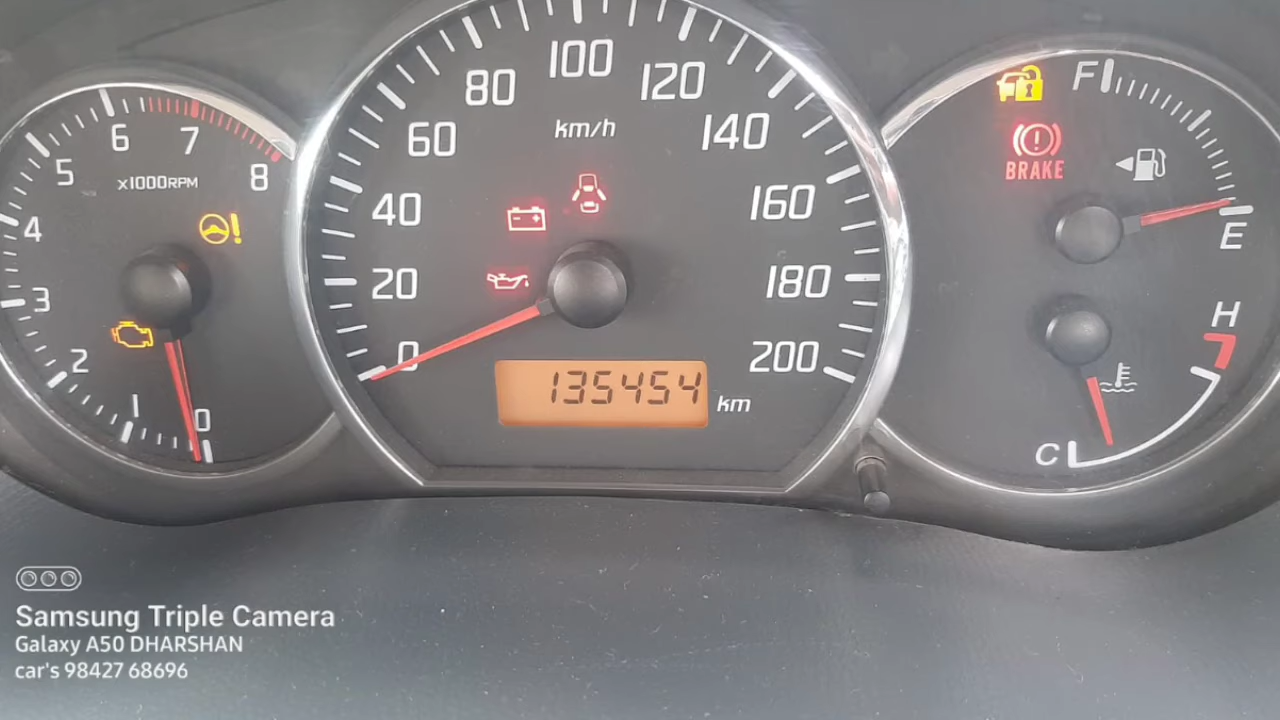 0
1
2
3
4
5
6
7
8
x1000RPM
0
20
40
60
80
100
120
140
160
180
200
km/h
135454 km
F
BRAKE
E
H
C
Samsung Triple Camera
Galaxy A50 DHARSHAN
car's 98427 68696